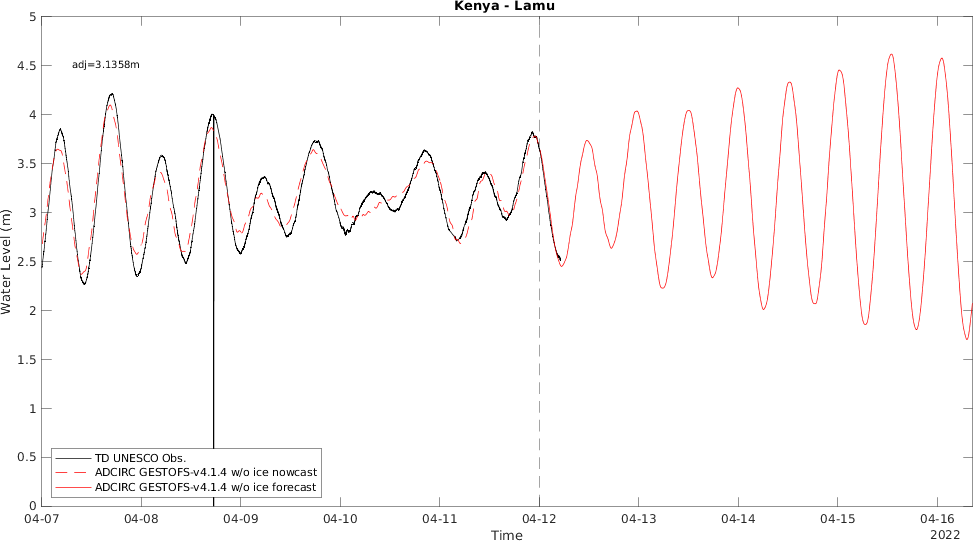 Kenya - Lamu
5
4.5
4
3.5
3
2.5
2
1.5
1
0.5
0
Water Level (m)
adj=3.1358m
TD UNESCO Obs.
ADCIRC GESTOFS-v4.1.4 w/o ice nowcast
ADCIRC GESTOFS-v4.1.4 w/o ice forecast
04-07 04-08 04-09 04-10 04-11 04-12 04-13 04-14 04-15 04-16
2022
Time